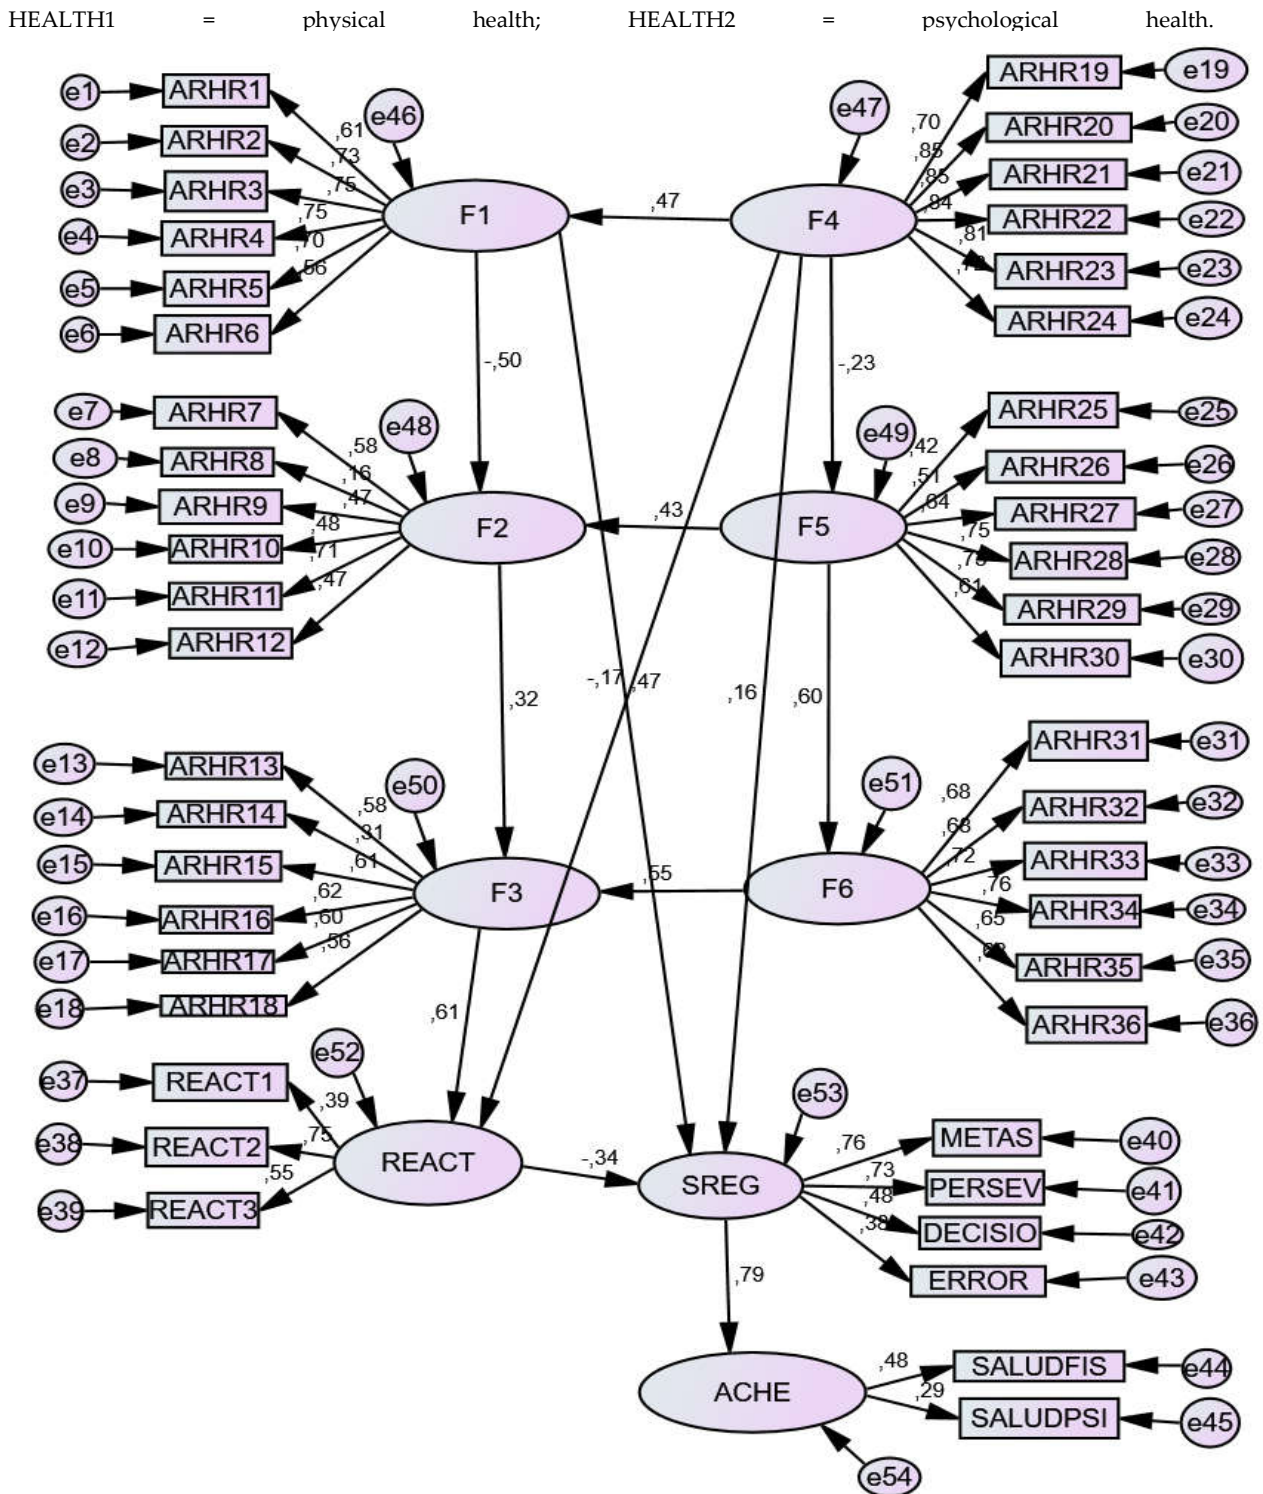 HEALTH1 = physical health; HEALTH2 = psychological health.
e1 ARHR1 ,61 e46
e2 ARHR2 ,73
e3 ARHR3 ,75
e4 ARHR4 ,75
e5 ARHR5 ,70
e6 ARHR6 ,56
F1
,47
F4
e47
,70 ARHR19 e19
,85 ARHR20 e20
,85 ARHR21 e21
,84 ARHR22 e22
,81 ARHR23 e23
ARHR24 e24
-,50
-,23
e7 ARHR7 ,58 e48
e8 ARHR8 ,16
e9 ARHR9 ,47
e10 ARHR10 ,48
e11 ARHR11 ,71
e12 ARHR12 ,47
F2
,43
F5
e49
,42 ARHR25 e25
,51 ARHR26 e26
,64 ARHR27 e27
,75 ARHR28 e28
ARHR29 e29
,61 ARHR30 e30
,32
-,17
,47
,16
,60
e13 ARHR13 ,58 e50
e14 ARHR14 ,31
e15 ARHR15 ,61
e16 ARHR16 ,62
e17 ARHR17 ,60
e18 ARHR18 ,56
F3
,55
F6
e51
,68 ARHR31 e31
,68 ARHR32 e32
,72 ARHR33 e33
,76 ARHR34 e34
,65 ARHR35 e35
ARHR36 e36
,61
e52
e37 REACT1 ,39
e38 REACT2 ,75
e39 REACT3 ,55
REACT
-,34
SREG
e53
,76 METAS e40
,73 PERSEV e41
,48 DECISIO e42
,38 ERROR e43
,79
ACHE
,48 SALUDFIS e44
,29 SALUDPSI e45
e54